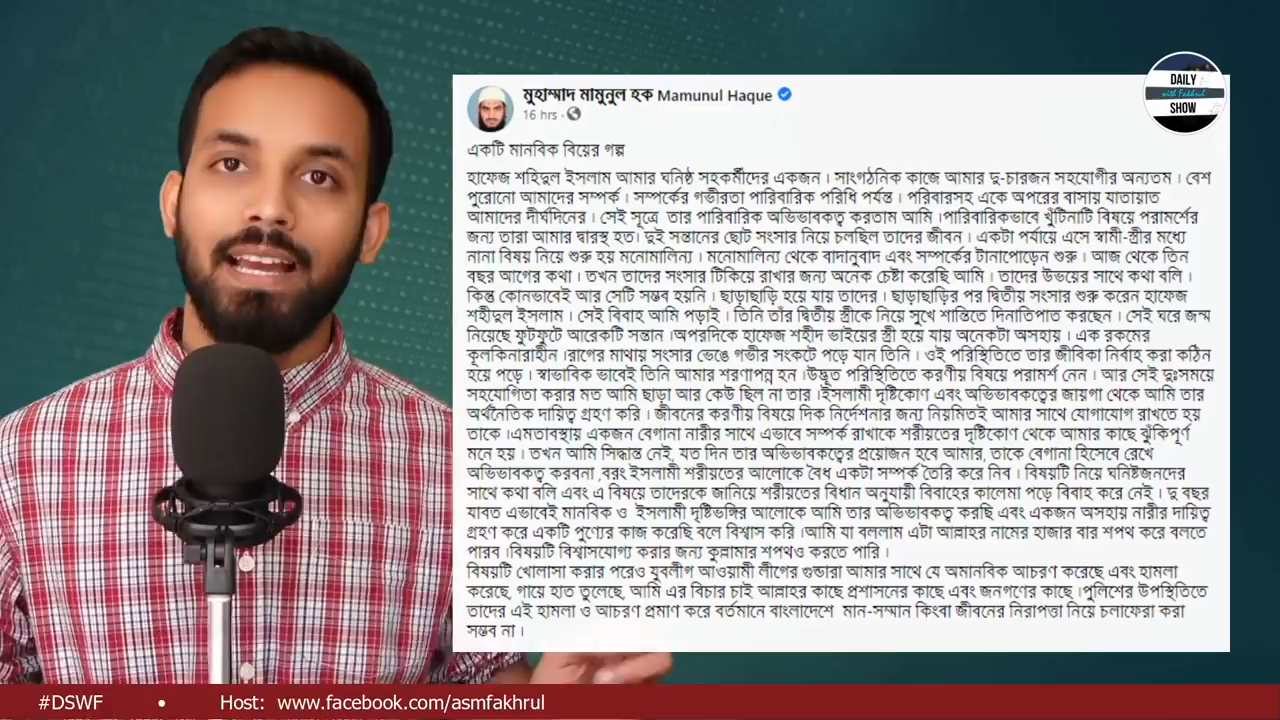 DAILY
with Fakhrul
SHOW
মুহাম্মাদ মামুনুল হক Mamunul Haque
16 hrs ·
একটি মানবিক বিয়ের গল্প
হাফেজ শহিদুল ইসলাম আমার ঘনিষ্ঠ সহকর্মীদের একজন । সাংগঠনিক কাজে আমার দু-চারজন সহযোগীর অন্যতম । বেশ
পুরোনো আমাদের সম্পর্ক । সম্পর্কের গভীরতা পারিবারিক পরিধি পর্যন্ত । পরিবারসহ একে অপরের বাসায় যাতায়াত
আমাদের দীর্ঘদিনের । সেই সূত্রে তার পারিবারিক অভিভাবকত্ব করতাম আমি ।পারিবারিকভাবে খুঁটিনাটি বিষয়ে পরামর্শের
জন্য তারা আমার দ্বারস্থ হত। দুই সন্তানের ছোট সংসার নিয়ে চলছিল তাদের জীবন । একটা পর্যায়ে এসে স্বামী-স্ত্রীর মধ্যে
নানা বিষয় নিয়ে শুরু হয় মনোমালিন্য । মনোমালিন্য থেকে বাদানুবাদ এবং সম্পর্কের টানাপোড়েন শুরু । আজ থেকে তিন
বছর আগের কথা । তখন তাদের সংসার টিকিয়ে রাখার জন্য অনেক চেষ্টা করেছি আমি । তাদের উভয়ের সাথে কথা বলি ।
কিন্তু কোনভাবেই আর সেটি সম্ভব হয়নি । ছাড়াছাড়ি হয়ে যায় তাদের । ছাড়াছাড়ির পর দ্বিতীয় সংসার শুরু করেন হাফেজ
শহীদুল ইসলাম । সেই বিবাহ আমি পড়াই । তিনি তাঁর দ্বিতীয় স্ত্রীকে নিয়ে সুখে শান্তিতে দিনাতিপাত করছেন । সেই ঘরে জন্ম
নিয়েছে ফুটফুটে আরেকটি সন্তান ।অপরদিকে হাফেজ শহীদ ভাইয়ের স্ত্রী হয়ে যায় অনেকটা অসহায় । এক রকমের
কূলকিনারাহীন ।রাগের মাথায় সংসার ভেঙে গভীর সংকটে পড়ে যান তিনি । ওই পরিস্থিতিতে তার জীবিকা নির্বাহ করা কঠিন
হয়ে পড়ে । স্বাভাবিক ভাবেই তিনি আমার শরণাপন্ন হন ।উদ্ভূত পরিস্থিতিতে করণীয় বিষয়ে পরামর্শ নেন । আর সেই দুঃসময়ে
সহযোগিতা করার মত আমি ছাড়া আর কেউ ছিল না তার ।ইসলামী দৃষ্টিকোণ এবং অভিভাবকত্বের জায়গা থেকে আমি তার
অর্থনৈতিক দায়িত্ব গ্রহণ করি । জীবনের করণীয় বিষয়ে দিক নির্দেশনার জন্য নিয়মিতই আমার সাথে যোগাযোগ রাখতে হয়
তাকে ।এমতাবস্থায় একজন বেগানা নারীর সাথে এভাবে সম্পর্ক রাখাকে শরীয়তের দৃষ্টিকোণ থেকে আমার কাছে ঝুঁকিপূর্ণ
মনে হয় । তখন আমি সিদ্ধান্ত নেই, যত দিন তার অভিভাবকত্বের প্রয়োজন হবে আমার, তাকে বেগানা হিসেবে রেখে
অভিভাবকত্ব করবনা ,বরং ইসলামী শরীয়তের আলোকে বৈধ একটা সম্পর্ক তৈরি করে নিব । বিষয়টি নিয়ে ঘনিষ্টজনদের
সাথে কথা বলি এবং এ বিষয়ে তাদেরকে জানিয়ে শরীয়তের বিধান অনুযায়ী বিবাহের কালেমা পড়ে বিবাহ করে নেই । দু বছর
যাবত এভাবেই মানবিক ও ইসলামী দৃষ্টিভঙ্গির আলোকে আমি তার অভিভাবকত্ব করছি এবং একজন অসহায় নারীর দায়িত্ব
গ্রহণ করে একটি পুণ্যের কাজ করেছি বলে বিশ্বাস করি ।আমি যা বললাম এটা আল্লাহর নামের হাজার বার শপথ করে বলতে
পারব ।বিষয়টি বিশ্বাসযোগ্য করার জন্য কুল্লামার শপথও করতে পারি ।
বিষয়টি খোলাসা করার পরেও যুবলীগ আওয়ামী লীগের গুন্ডারা আমার সাথে যে অমানবিক আচরণ করেছে এবং হামলা
করেছে, গায়ে হাত তুলেছে, আমি এর বিচার চাই আল্লাহর কাছে প্রশাসনের কাছে এবং জনগণের কাছে ।পুলিশের উপস্থিতিতে
তাদের এই হামলা ও আচরণ প্রমাণ করে বর্তমানে বাংলাদেশে মান-সম্মান কিংবা জীবনের নিরাপত্তা নিয়ে চলাফেরা করা
সম্ভব না ।
#DSWF • Host: www.facebook.com/asmfakhrul